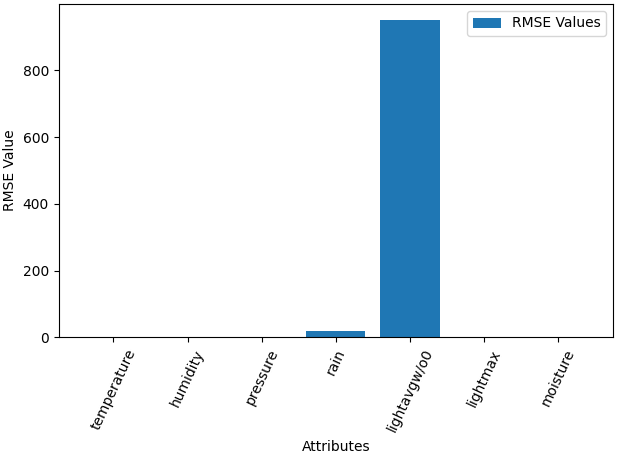 RMSE Values
RMSE Value
800
600
400
200
0
temperature
humidity
pressure
rain
lightavgw/o0
lightmax
moisture
Attributes